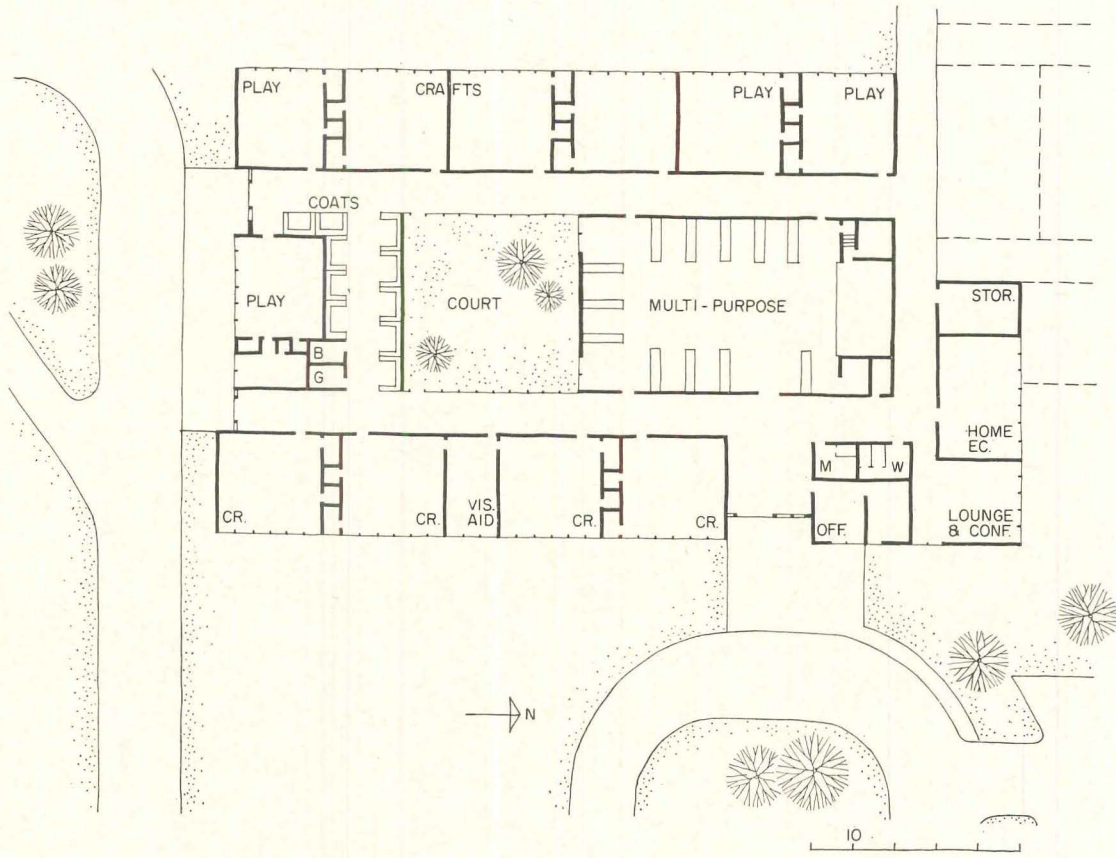 PLAY
CRAFTS
PLAY
PLAY
COATS
PLAY
COURT
MULTI-PURPOSE
STOR.
B
G
HOME
EC.
M
W
CR.
CR.
VIS.
AID
CR.
CR.
OFF.
LOUNGE
& CONF.
N
10